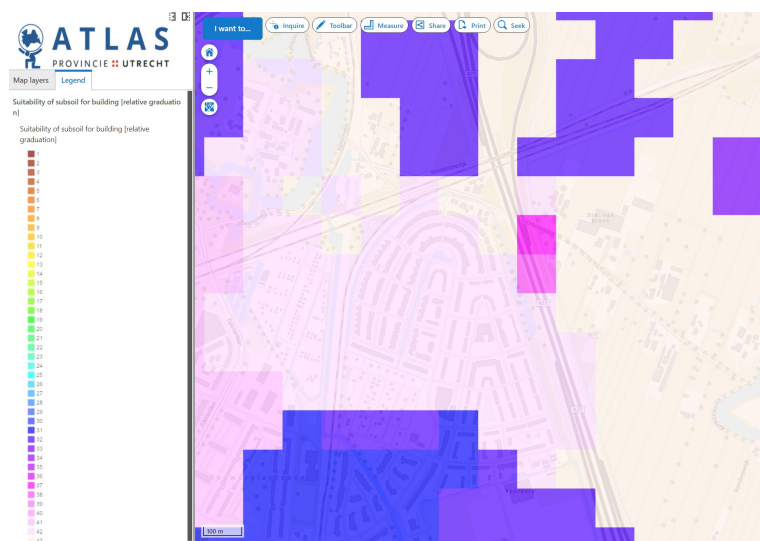 ATLAS
PROVINCIE UTRECHT
Map layers
Legend
Suitability of subsoil for building [relative graduatio
n]
Suitability of subsoil for building [relative
graduation]
1
2
3
4
5
6
7
8
9
10
11
12
13
14
15
16
17
18
19
20
21
22
23
24
25
26
27
28
29
30
31
32
33
34
35
36
37
38
39
40
41
42
I want to...
Inquire
Toolbar
Measure
Share
Print
Seek
+
−
100 m